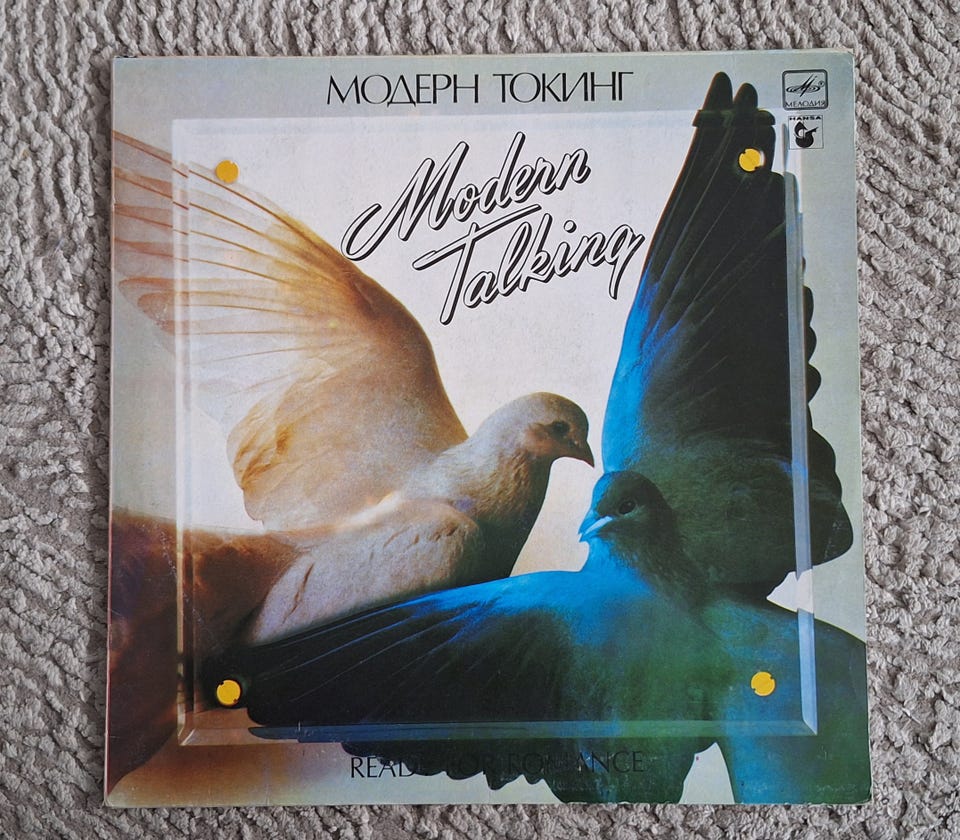 МОДЕРН ТОКИНГ
МЕЛОДИЯ
HANSA
Modern
Talking
READY FOR ROMANCE